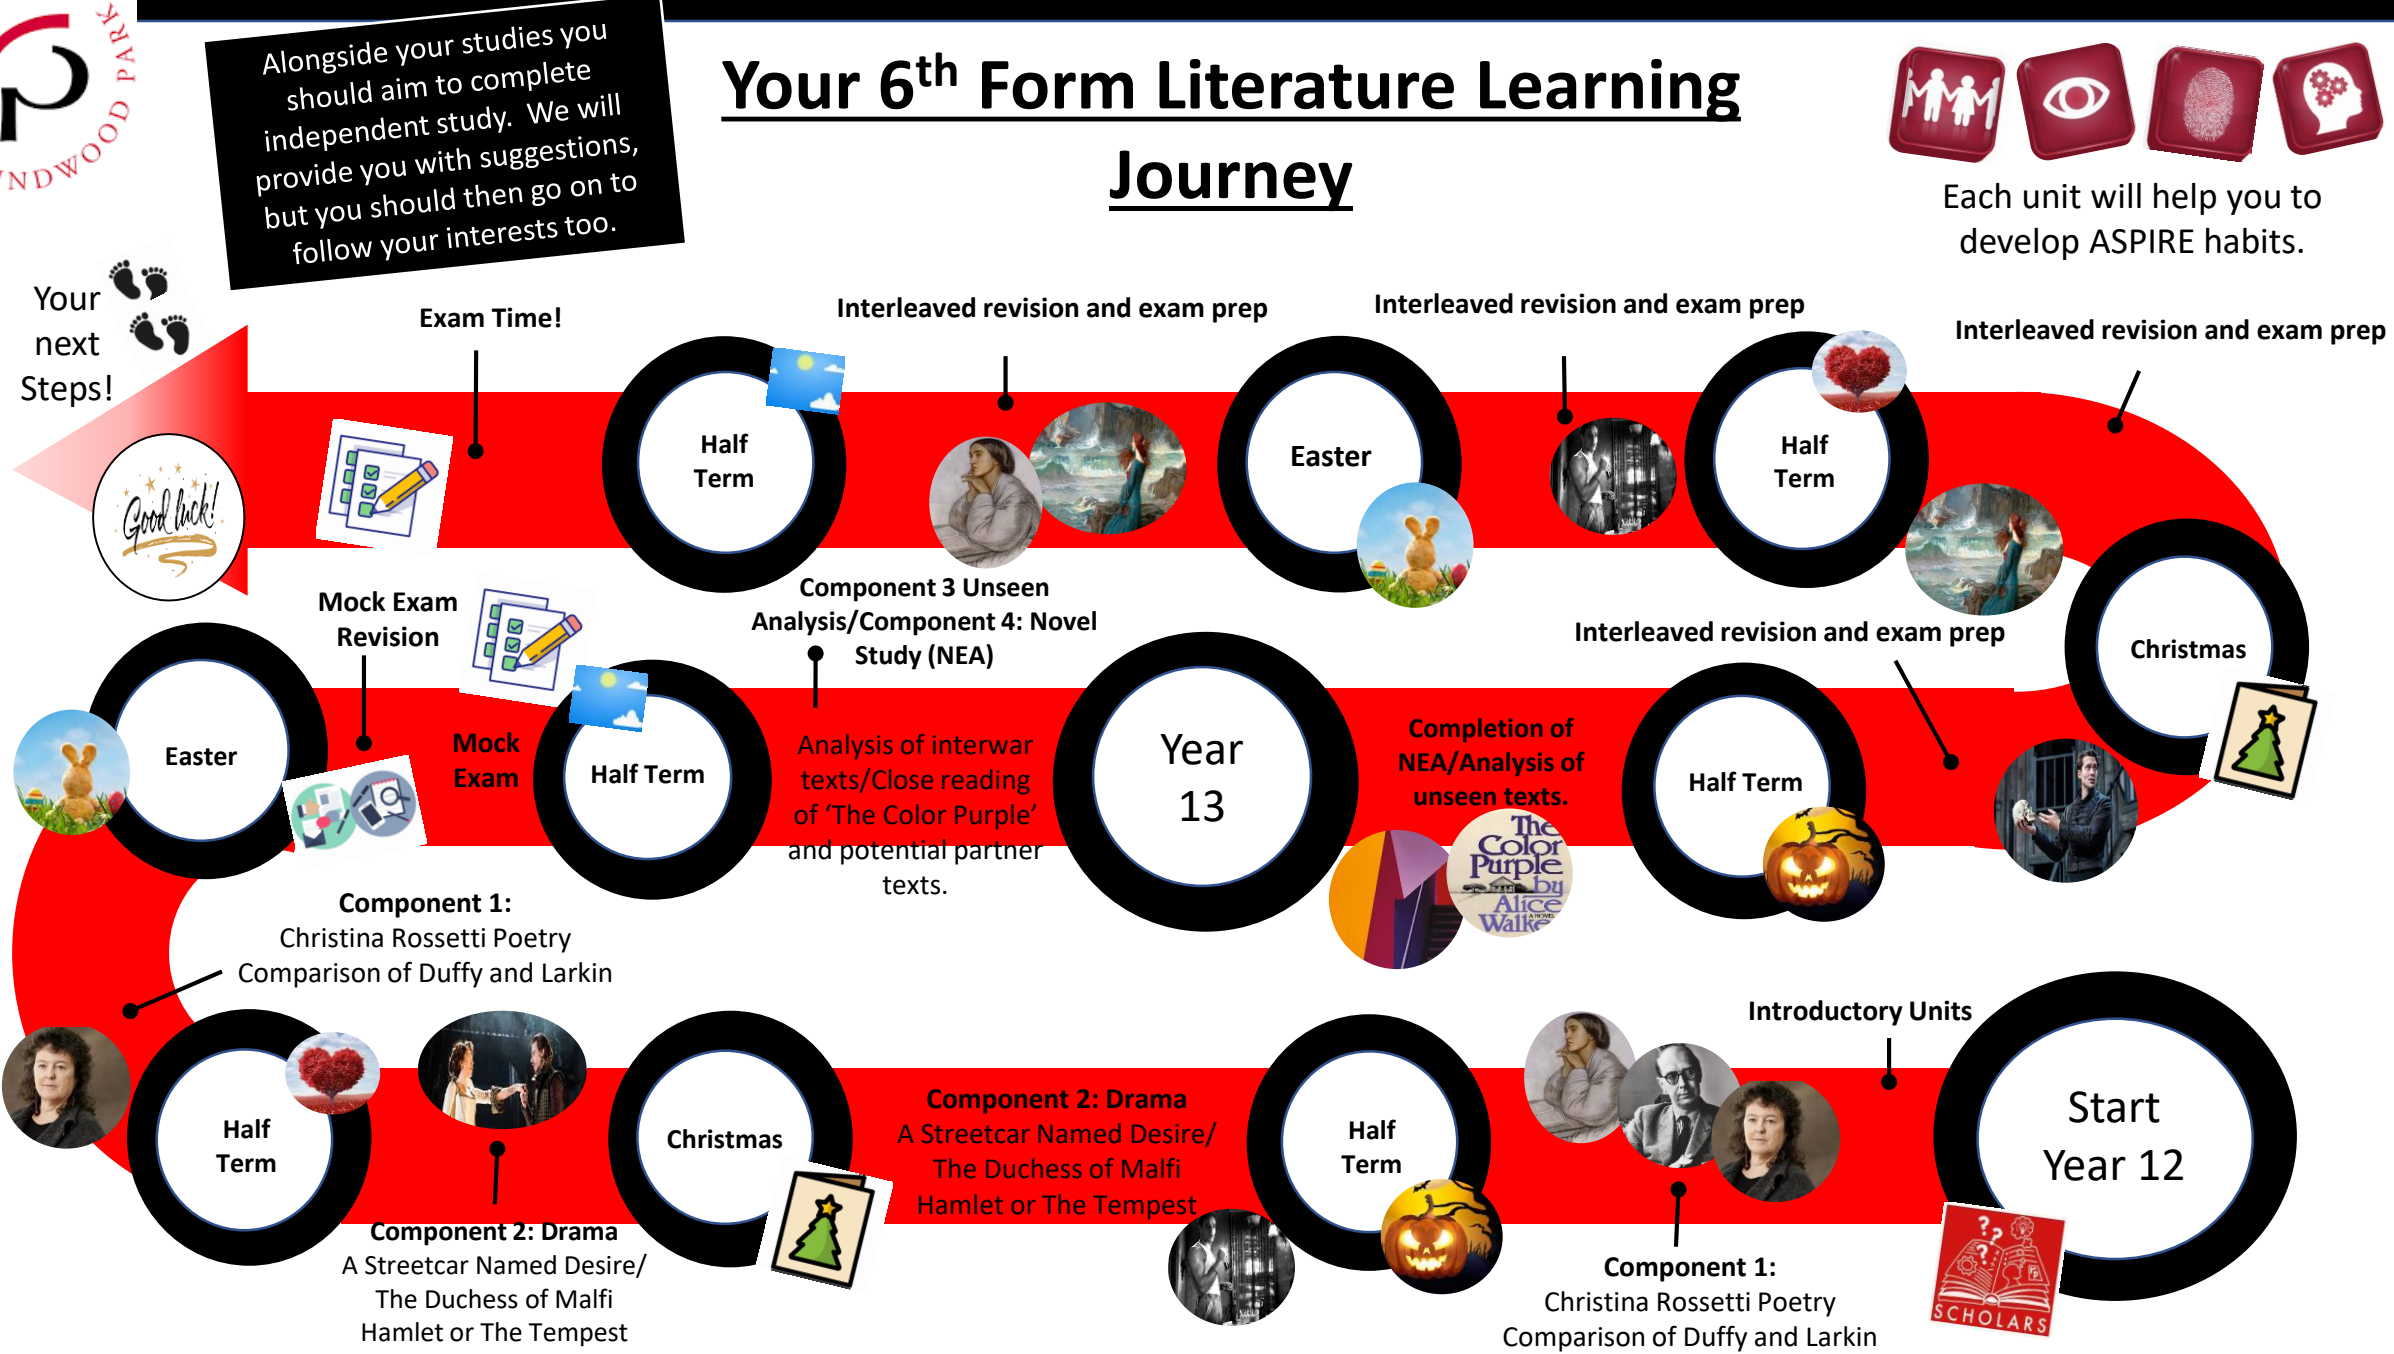 NDWOOD PARK
Alongside your studies you
should aim to complete
independent study.  We will
provide you with suggestions,
but you should then go on to
follow your interests too.
Your 6th Form Literature Learning
Journey
Each unit will help you to
develop ASPIRE habits.
Your
next
Steps!
Good luck!
Exam Time!
Half
Term
Interleaved revision and exam prep
Easter
Interleaved revision and exam prep
Half
Term
Interleaved revision and exam prep
Christmas
Mock Exam
Revision
Easter
Mock
Exam
Half Term
Component 3 Unseen
Analysis/Component 4: Novel
Study (NEA)
Analysis of interwar
texts/Close reading
of ‘The Color Purple’
and potential partner
texts.
Year
13
Completion of
NEA/Analysis of
unseen texts.
The
Color
Purple
by
Alice
Walke
A NOVEL
Half Term
Interleaved revision and exam prep
Component 1:
Christina Rossetti Poetry
Comparison of Duffy and Larkin
Half
Term
Component 2: Drama
A Streetcar Named Desire/
The Duchess of Malfi
Hamlet or The Tempest
Christmas
Component 2: Drama
A Streetcar Named Desire/
The Duchess of Malfi
Hamlet or The Tempest
Half
Term
Introductory Units
Component 1:
Christina Rossetti Poetry
Comparison of Duffy and Larkin
Start
Year 12
???
SCHOLARS